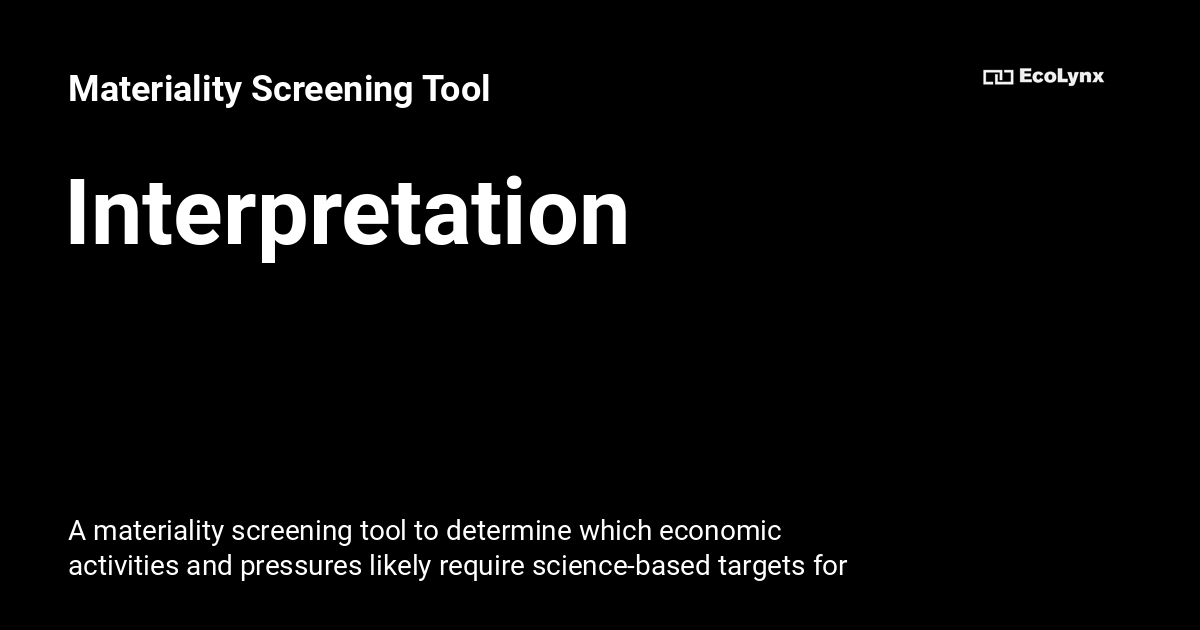 Materiality Screening Tool
EcoLynx
Interpretation
A materiality screening tool to determine which economic
activities and pressures likely require science-based targets for